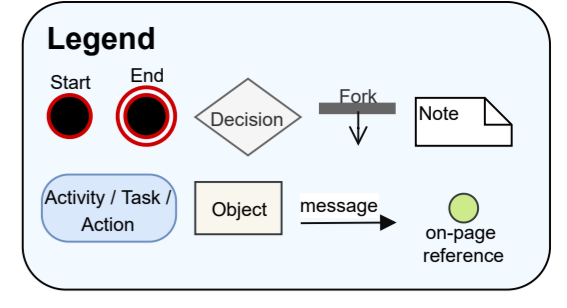 Legend
Start
End
Decision
Fork
Note
Activity / Task /
Action
Object
message
on-page
reference